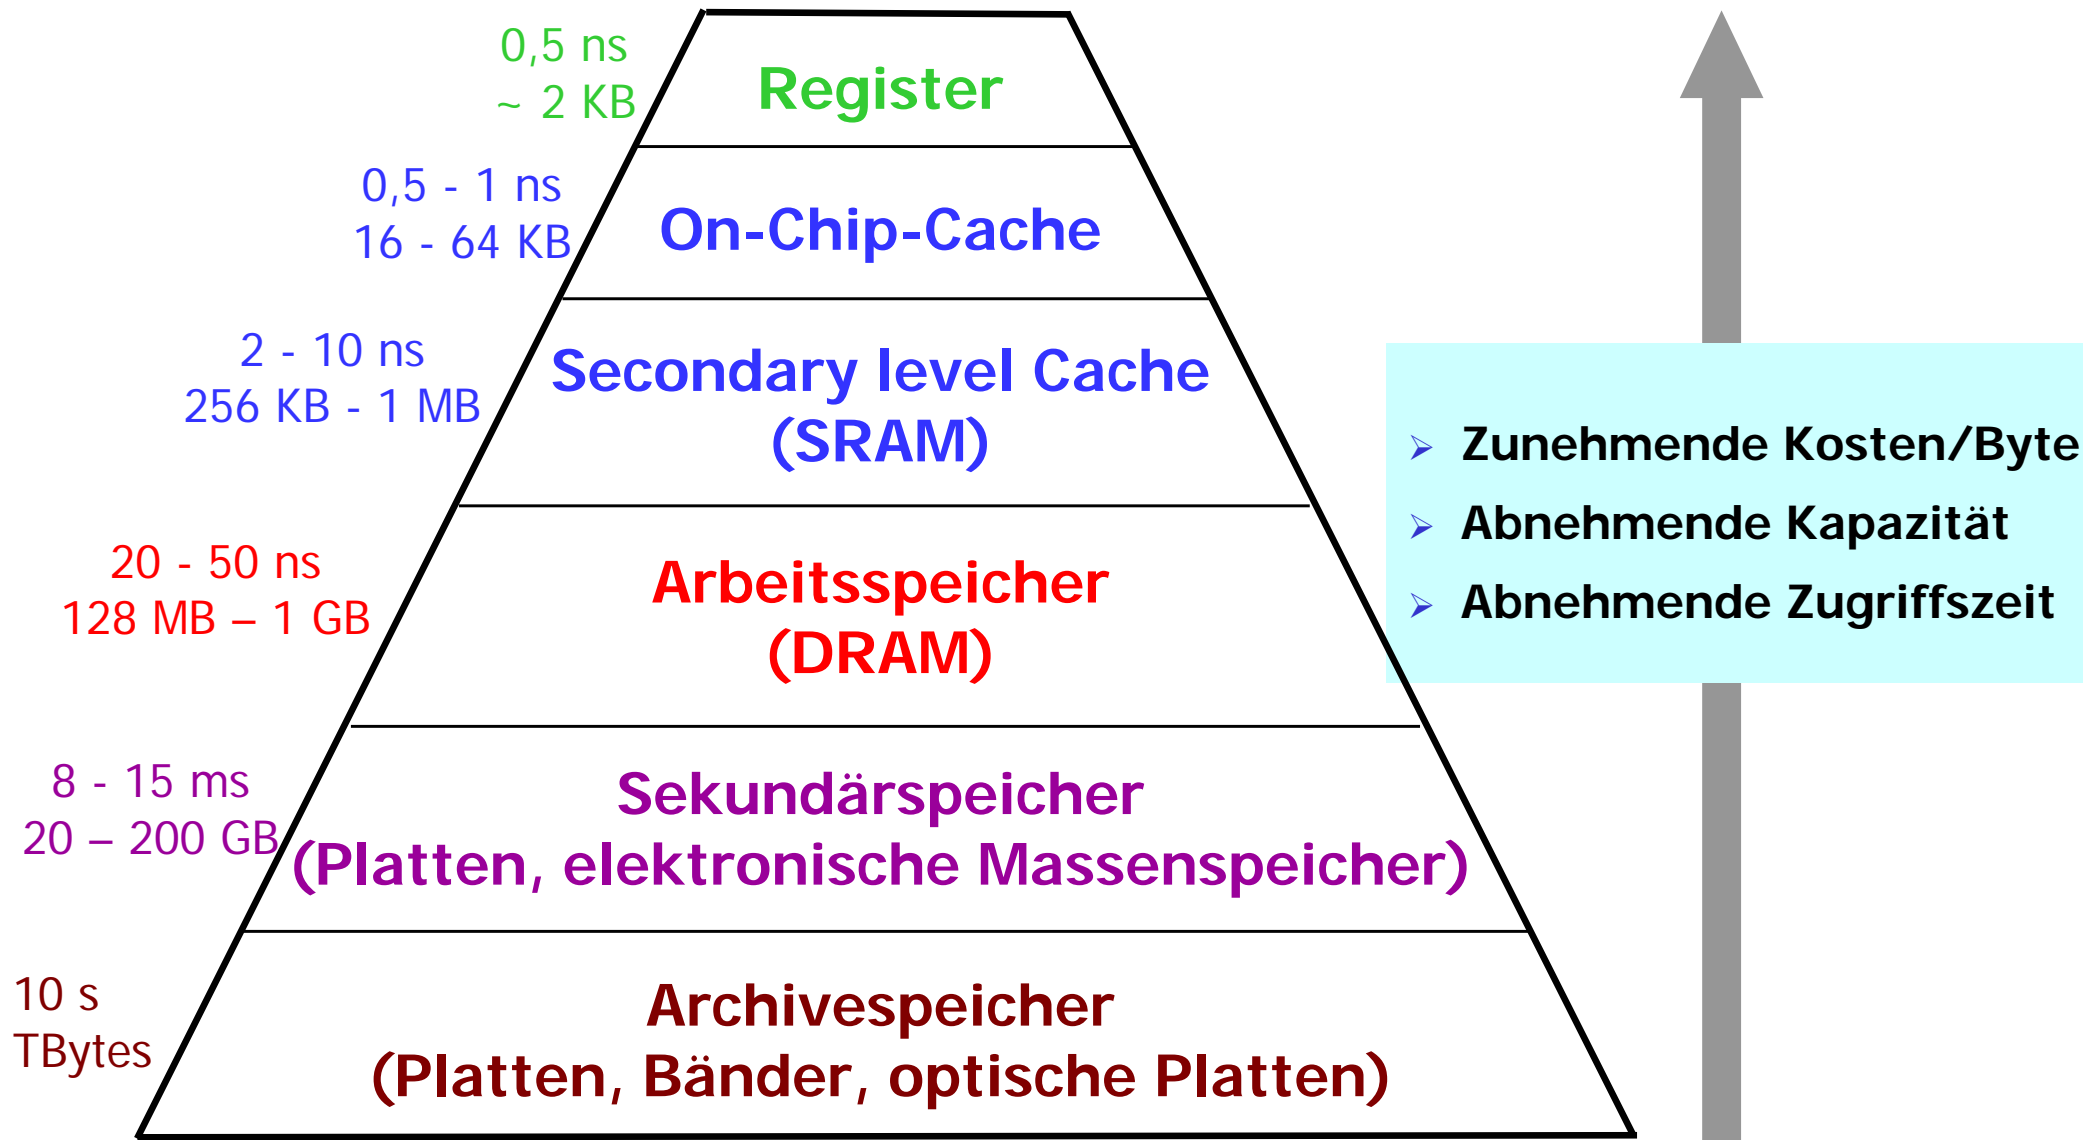 0,5 ns
~ 2 KB
Register
0,5 - 1 ns
16 - 64 KB
On-Chip-Cache
2 - 10 ns
256 KB - 1 MB
Secondary level Cache
(SRAM)
20 - 50 ns
128 MB – 1 GB
Arbeitsspeicher
(DRAM)
8 - 15 ms
20 – 200 GB
Sekundärspeicher
(Platten, elektronische Massenspeicher)
10 s
TBytes
Archivespeicher
(Platten, Bänder, optische Platten)
➢ Zunehmende Kosten/Byte
➢ Abnehmende Kapazität
➢ Abnehmende Zugriffszeit